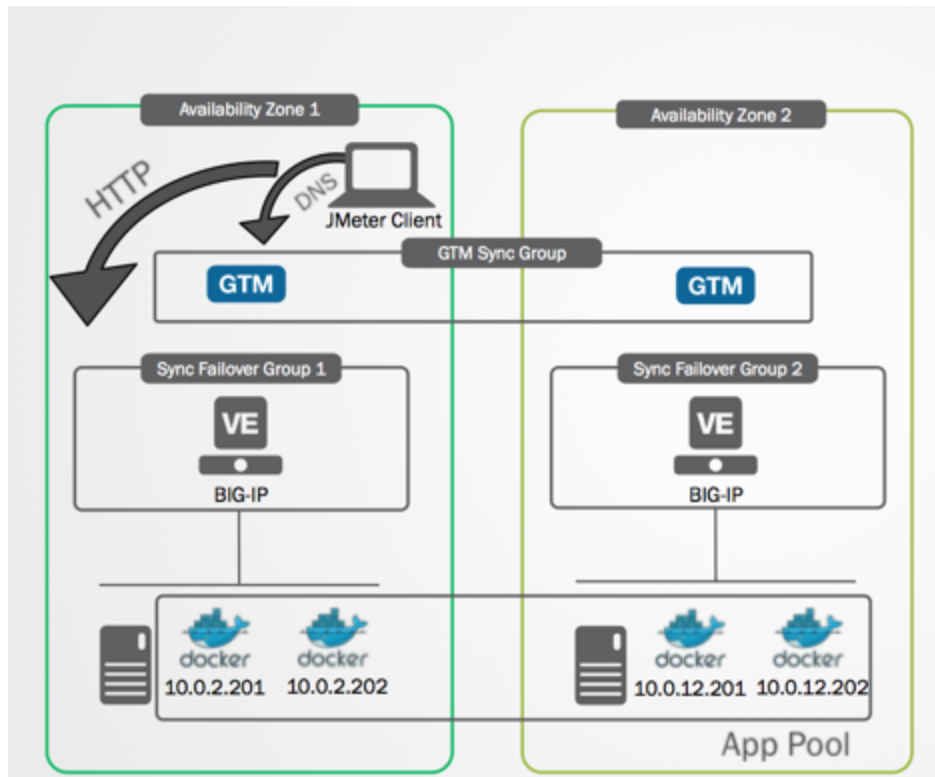 Availability Zone 1
Availability Zone 2
HTTP
DNS
JMeter Client
GTM Sync Group
GTM
GTM
Sync Failover Group 1
Sync Failover Group 2
VE
VE
BIG-IP
BIG-IP
docker
docker
docker
docker
10.0.2.201
10.0.2.202
10.0.12.201
10.0.12.202
App Pool